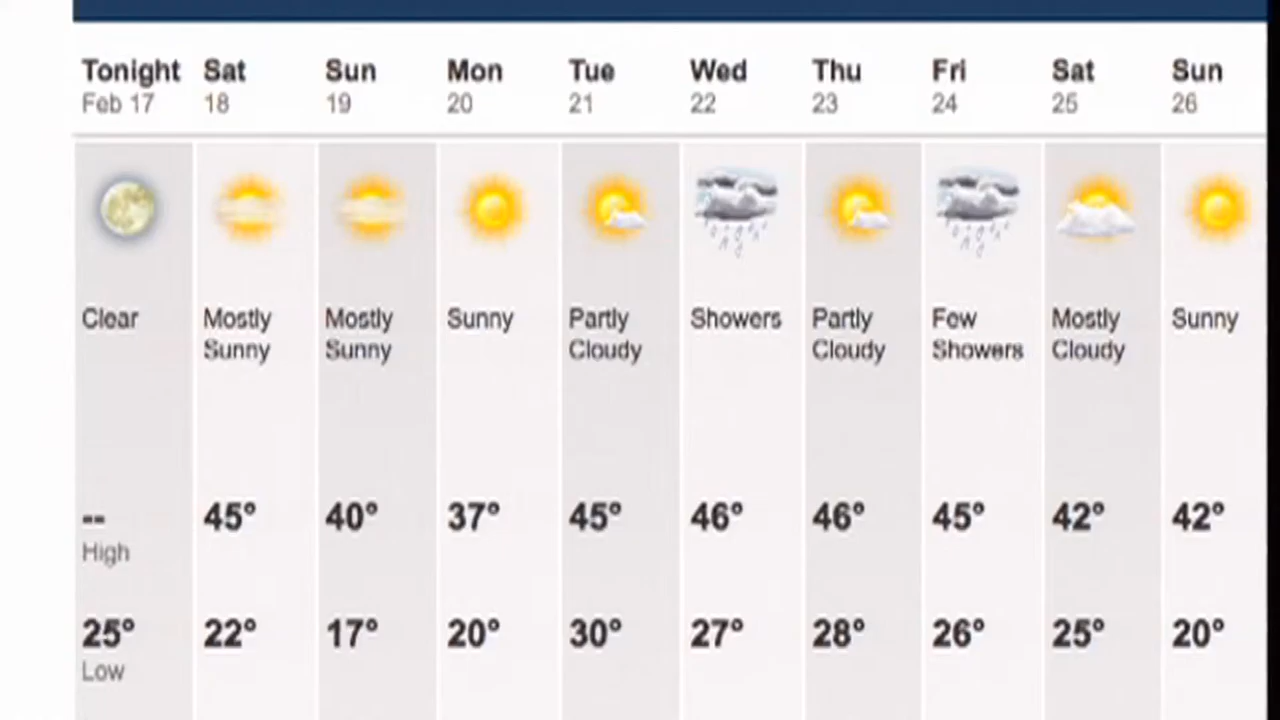 Tonight Sat Sun Mon Tue Wed Thu Fri Sat Sun
Feb 17 18 19 20 21 22 23 24 25 26
Clear Mostly Mostly Sunny Partly Showers Partly Few Mostly Sunny
Sunny Sunny Cloudy Cloudy Showers Cloudy
-- 45° 40° 37° 45° 46° 46° 45° 42° 42°
High
25° 22° 17° 20° 30° 27° 28° 26° 25° 20°
Low